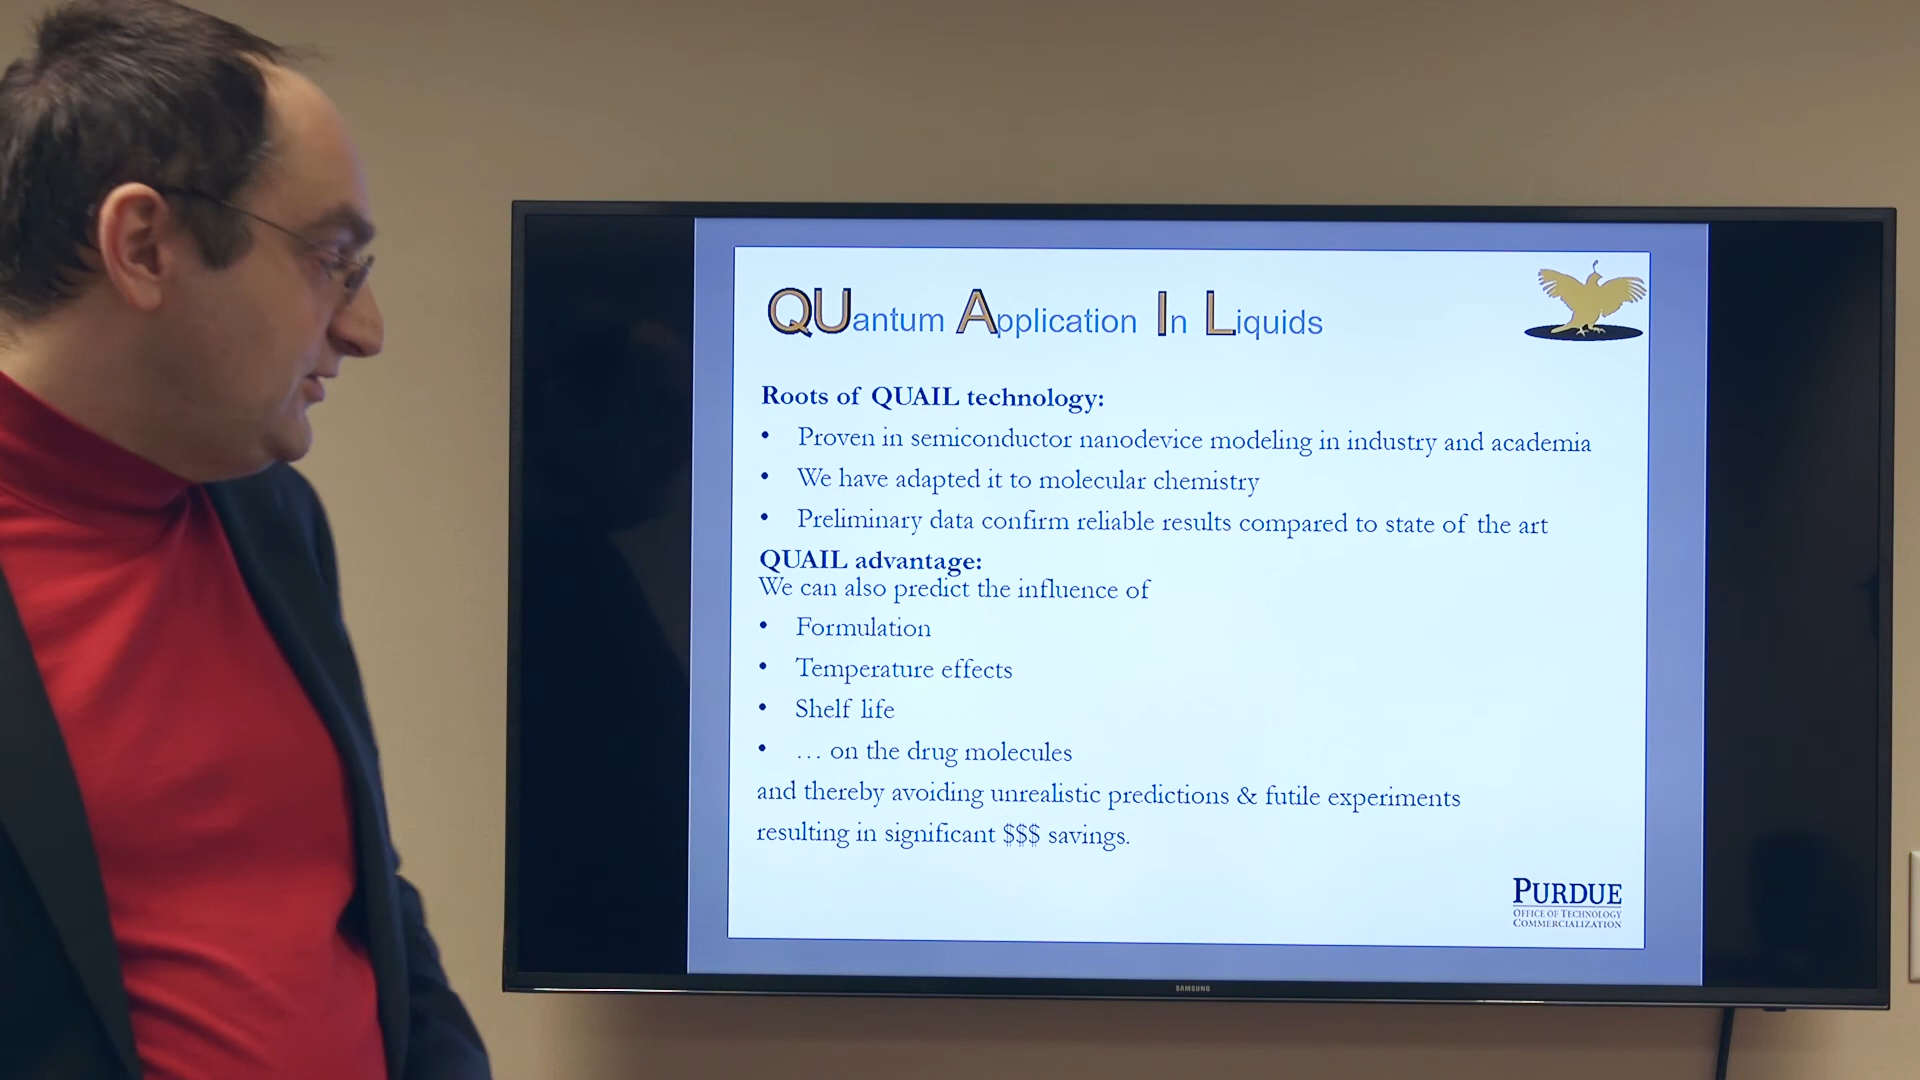 QUantum Application In Liquids
Roots of QUAIL technology:
• Proven in semiconductor nanodevice modeling in industry and academia
• We have adapted it to molecular chemistry
• Preliminary data confirm reliable results compared to state of the art
QUAIL advantage:
We can also predict the influence of
• Formulation
• Temperature effects
• Shelf life
• … on the drug molecules
and thereby avoiding unrealistic predictions & futile experiments
resulting in significant $$$ savings.
PURDUE
OFFICE OF TECHNOLOGY
COMMERCIALIZATION
SAMSUNG